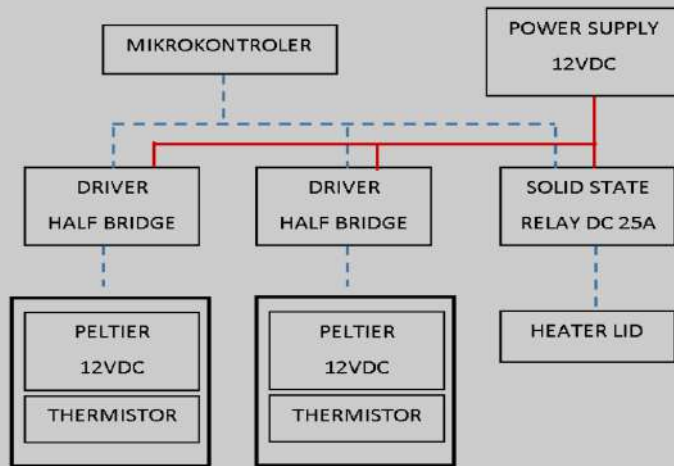 MIKROKONTROLER
POWER SUPPLY
12VDC
DRIVER
HALF BRIDGE
DRIVER
HALF BRIDGE
SOLID STATE
RELAY DC 25A
PELTIER
12VDC
THERMISTOR
PELTIER
12VDC
THERMISTOR
HEATER LID